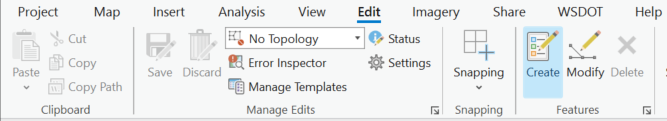 Project Map Insert Analysis View Edit Imagery Share WSDOT Help
Paste
Cut
Copy
Copy Path
Clipboard
Save
Discard
No Topology
Error Inspector
Manage Templates
Status
Settings
Manage Edits
Snapping
Snapping
Create
Modify
Delete
Features